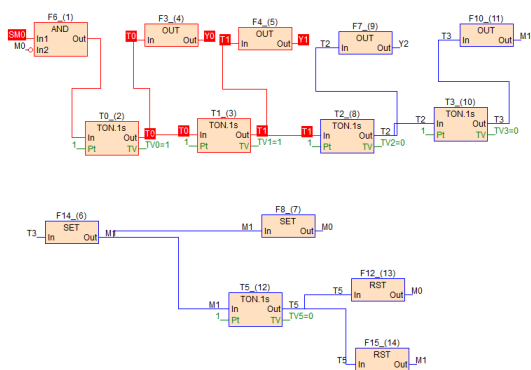 F6_(1) F3_(4) F4_(5) F7_(9) F10_(11)
SM0 In1 AND Out T0 In OUT Out Y0 T1 In OUT Out Y1 T2 In OUT Out Y2 T3 In OUT Out M1
M0 In2
T0_(2) T1_(3) T2_(8) T3_(10)
In TON.1s Out T0 T0 In TON.1s Out T1 T1 In TON.1s Out T2 T2 In TON.1s Out T3
1 Pt TV TV0=1 1 Pt TV TV1=1 1 Pt TV TV2=0 1 Pt TV TV3=0
F14_(6) F8_(7)
T3 In SET Out M1 M1 In SET Out M0
T5_(12) F12_(13)
M1 In TON.1s Out T5 T5 In RST Out M0
1 Pt TV TV5=0
F15_(14)
T5 In RST Out M1